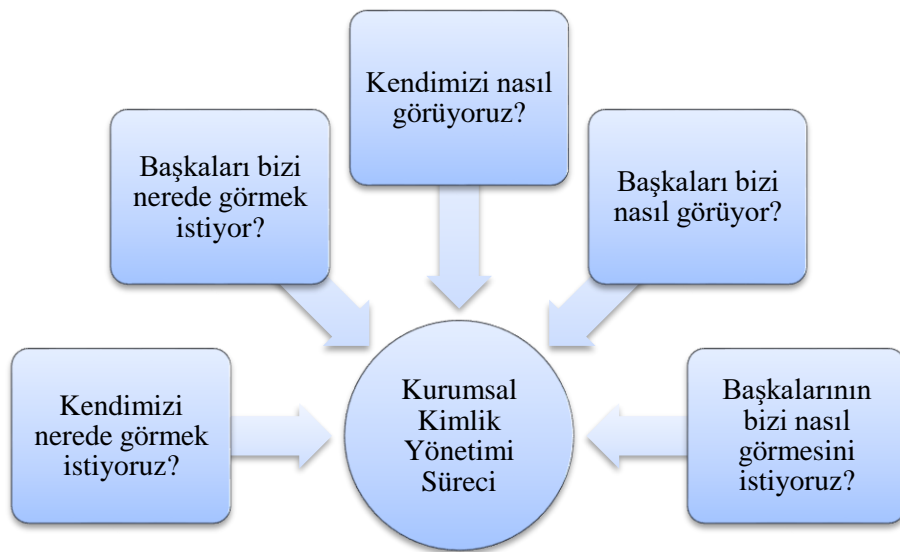 Kendimizi nasıl
görüyoruz?
Başkaları bizi
nerede görmek
istiyor?
Başkaları bizi
nasıl görüyor?
Kendimizi
nerede görmek
istiyoruz?
Kurumsal
Kimlik
Yönetimi
Süreci
Başkalarının
bizi nasıl
görmesini
istiyoruz?